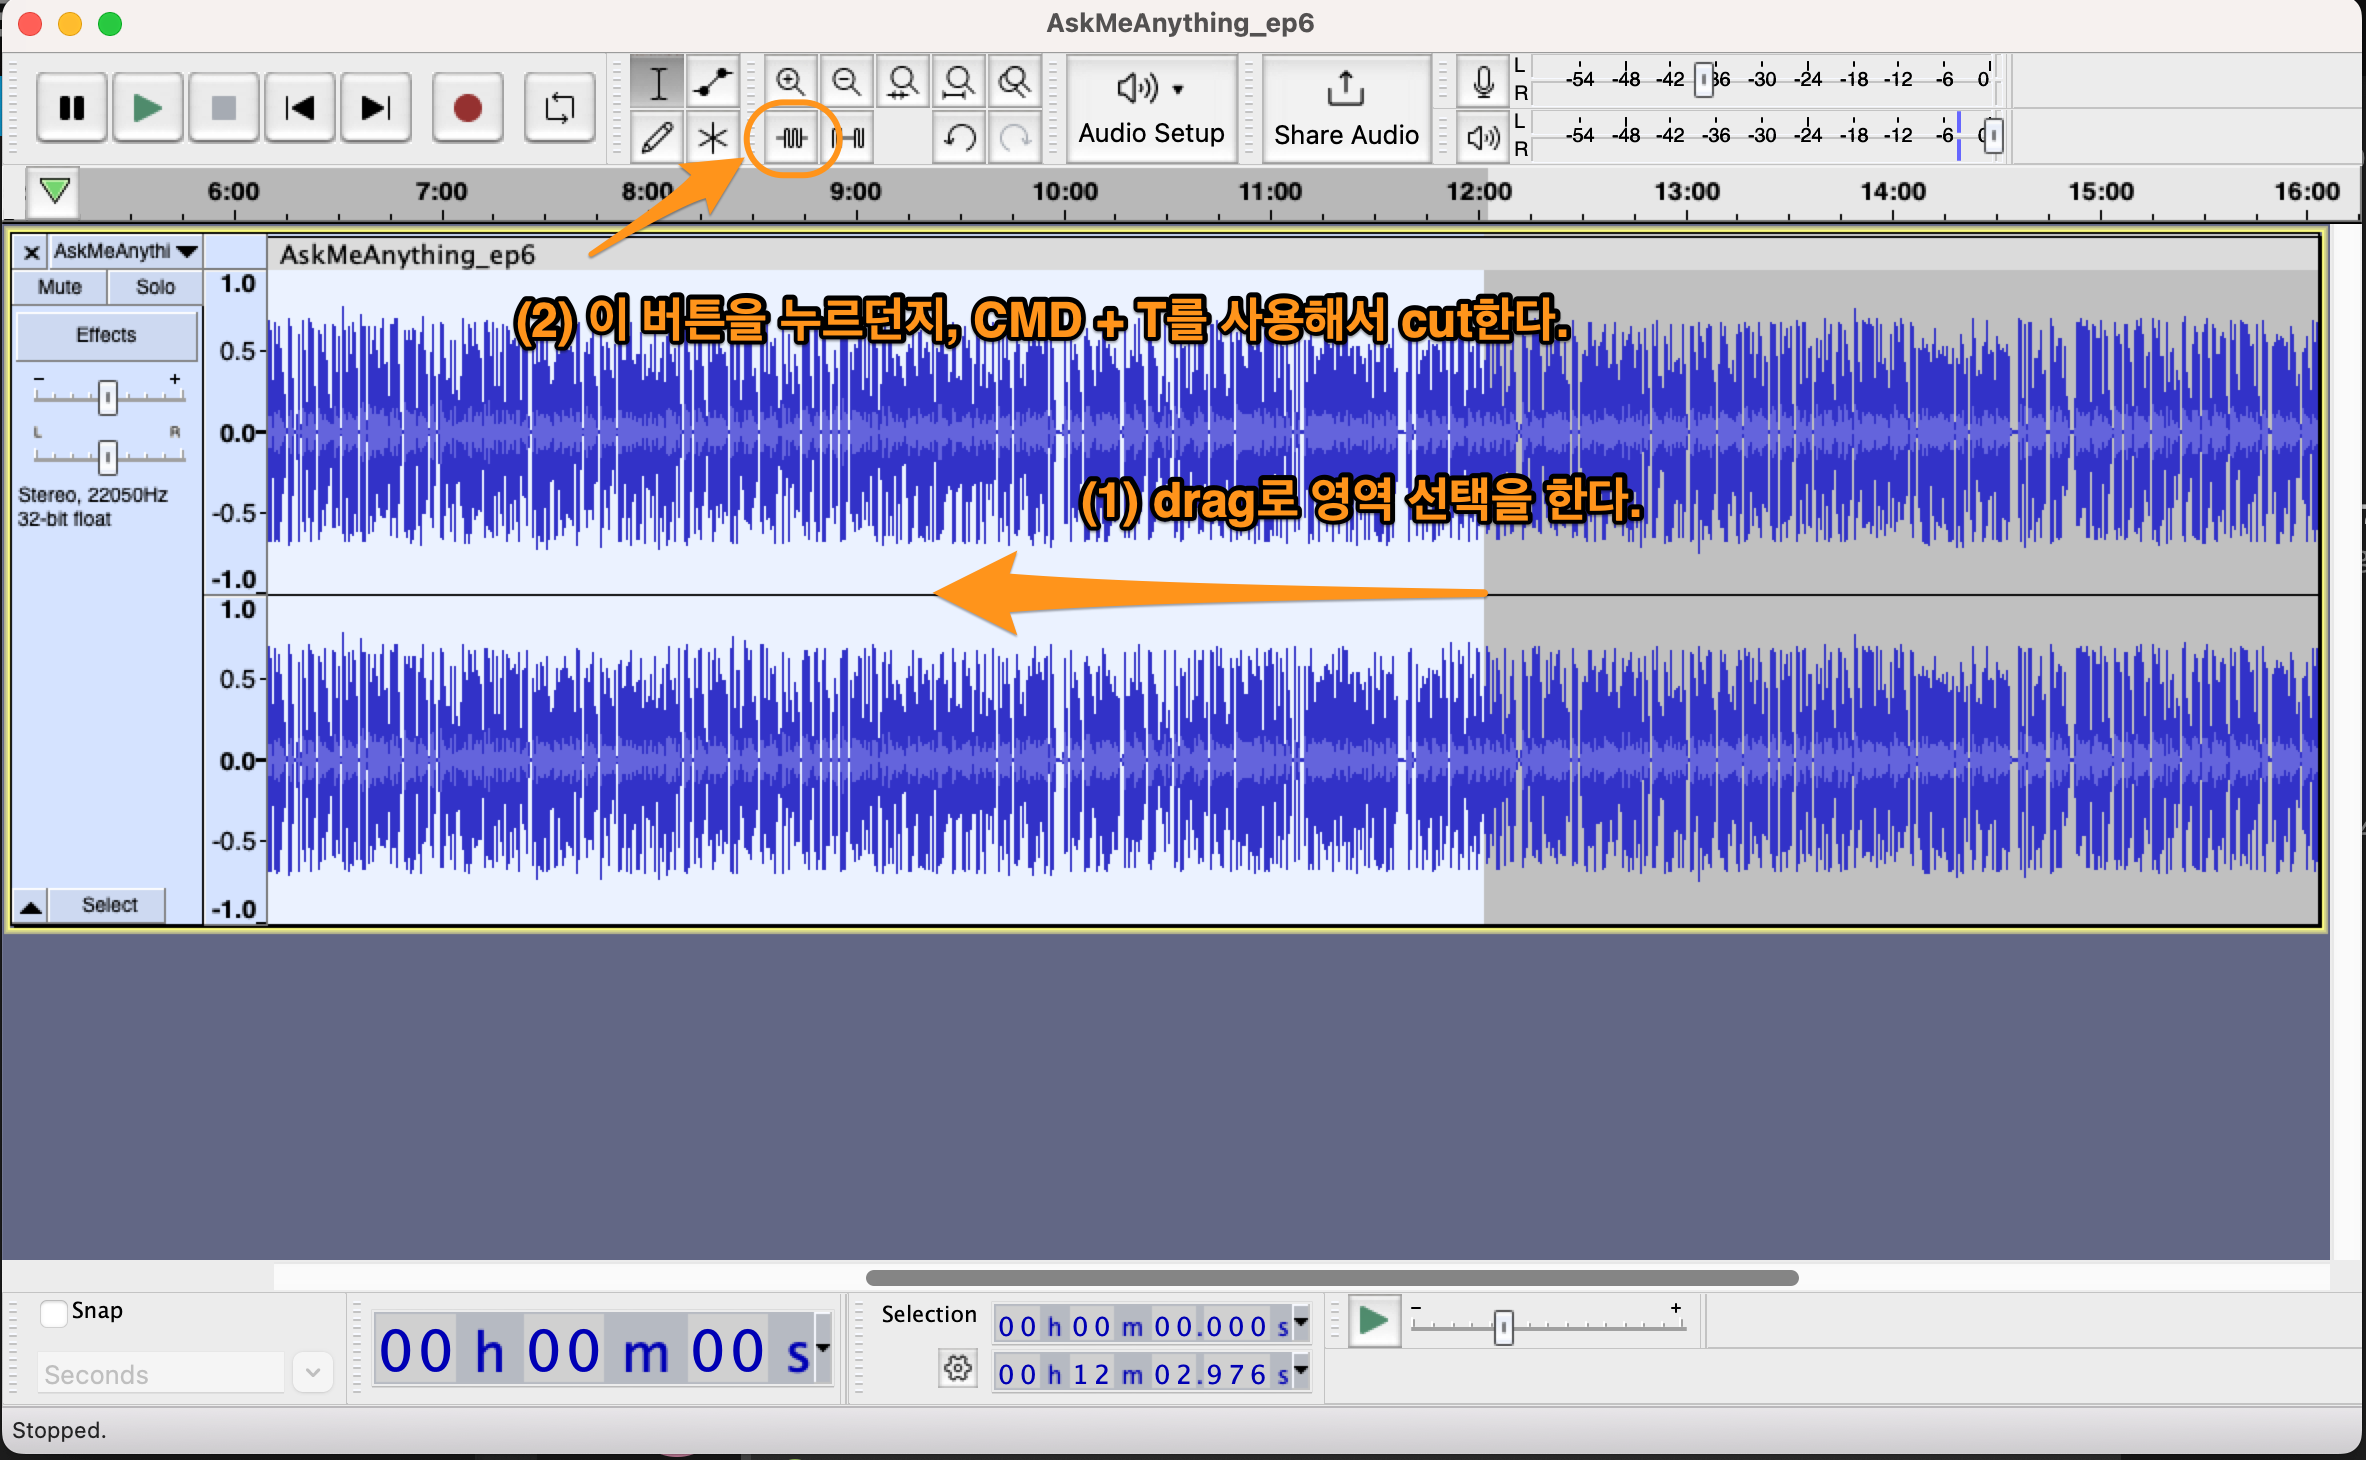 AskMeAnything_ep6
Audio Setup
Share Audio
L
R
-54 -48 -42 -30 -24 -18 -12 -6 0
L
R
-54 -48 -42 -36 -30 -24 -18 -12 -6
6:00 7:00 8:00 9:00 10:00 11:00 12:00 13:00 14:00 15:00 16:00
AskMeAnythi
AskMeAnything_ep6
Mute Solo
Effects
- +
L R
Stereo, 22050Hz
32-bit float
Select
1.0
0.5
0.0
-0.5
-1.0
1.0
0.5
0.0
-0.5
-1.0
(2) 이 버튼을 누르던지, CMD + T를 사용해서 cut한다.
(1) drag로 영역 선택을 한다.
Snap
Seconds
00 h 00 m 00 s
Selection
00 h 00 m 00.000 s
00 h 12 m 02.976 s
- +
Stopped.